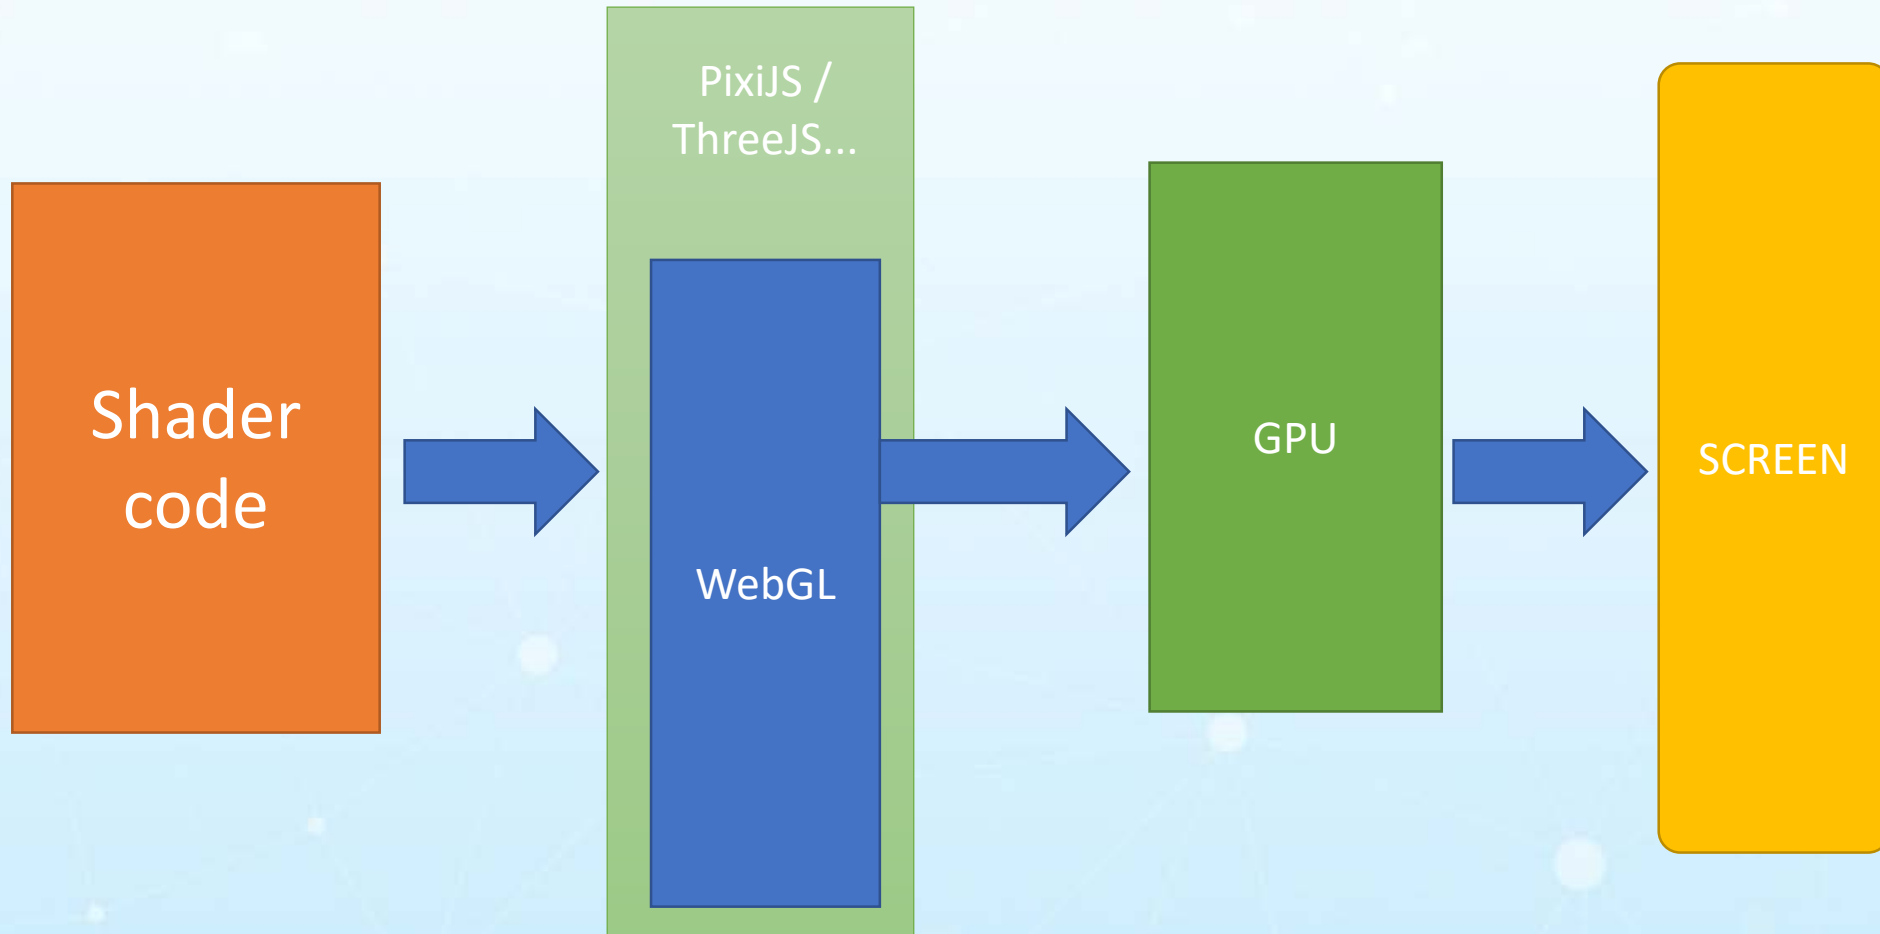 Shader
code
PixiJS /
ThreeJS...
WebGL
GPU
SCREEN